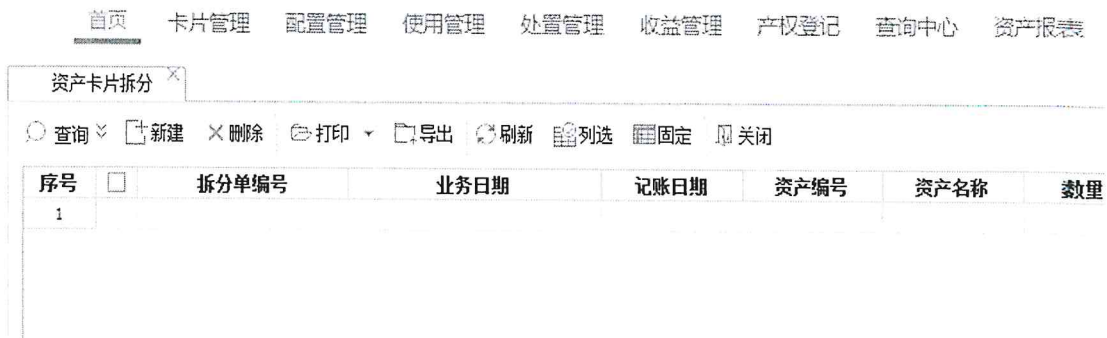 首页 卡片管理 配置管理 使用管理 处置管理 收益管理 产权登记 查询中心 资产报表
资产卡片拆分
查询 新建 删除 打印 导出 刷新 列选 固定 关闭
序号 拆分单编号 业务日期 记账日期 资产编号 资产名称 数量
1